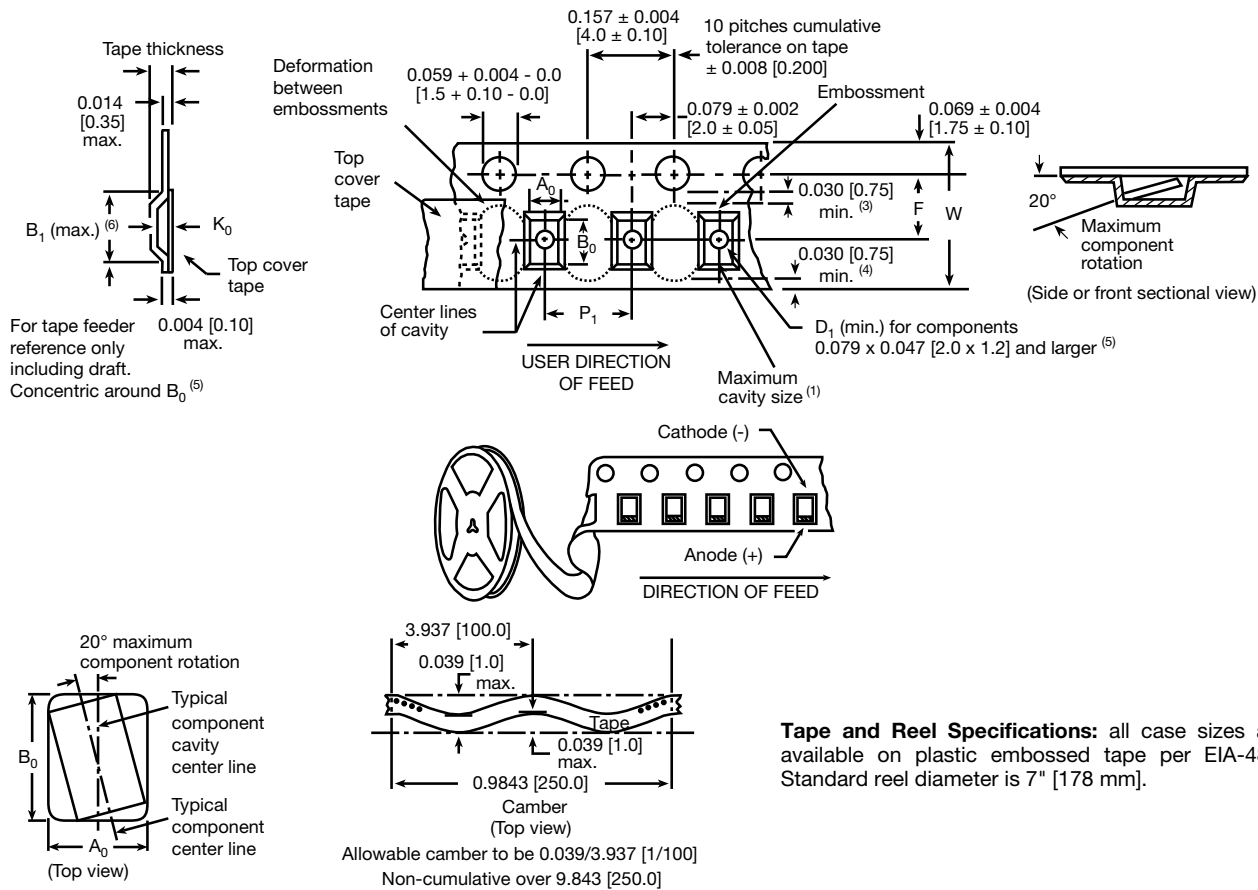 Tape thickness
0.014
[0.35]
max.
B1 (max.) (6)
K0
Top cover
tape
For tape feeder
reference only
including draft.
Concentric around B0 (5)
0.004 [0.10]
max.
Deformation
between
embossments
Top
cover
tape
0.059 + 0.004 - 0.0
[1.5 + 0.10 - 0.0]
0.157 ± 0.004
[4.0 ± 0.10]
10 pitches cumulative
tolerance on tape
± 0.008 [0.200]
0.079 ± 0.002
[2.0 ± 0.05]
Embossment
0.069 ± 0.004
[1.75 ± 0.10]
A0
B0
0.030 [0.75]
min. (3)
F
W
0.030 [0.75]
min. (4)
Center lines
of cavity
P1
USER DIRECTION
OF FEED
D1 (min.) for components
0.079 x 0.047 [2.0 x 1.2] and larger (5)
Maximum
cavity size (1)
20°
Maximum
component
rotation
(Side or front sectional view)
Cathode (-)
Anode (+)
DIRECTION OF FEED
20° maximum
component rotation
Typical
component
cavity
center line
B0
Typical
component
center line
A0
(Top view)
3.937 [100.0]
0.039 [1.0]
max.
Tape
0.039 [1.0]
max.
0.9843 [250.0]
Camber
(Top view)
Allowable camber to be 0.039/3.937 [1/100]
Non-cumulative over 9.843 [250.0]
Tape and Reel Specifications: all case sizes
available on plastic embossed tape per
Standard reel diameter is 7" [178 mm].